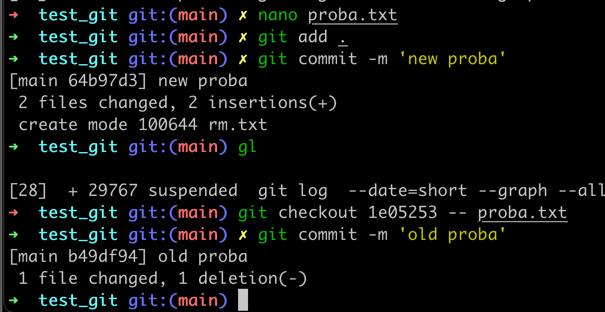 ➜ test_git git:(main) ✗ nano proba.txt
➜ test_git git:(main) ✗ git add .
➜ test_git git:(main) ✗ git commit -m 'new proba'
[main 64b97d3] new proba
 2 files changed, 2 insertions(+)
 create mode 100644 rm.txt
➜ test_git git:(main) gl
[28]  + 29767 suspended  git log  --date=short --graph --all
➜ test_git git:(main) git checkout 1e05253 -- proba.txt
➜ test_git git:(main) ✗ git commit -m 'old proba'
[main b49df94] old proba
 1 file changed, 1 deletion(-)
➜ test_git git:(main)